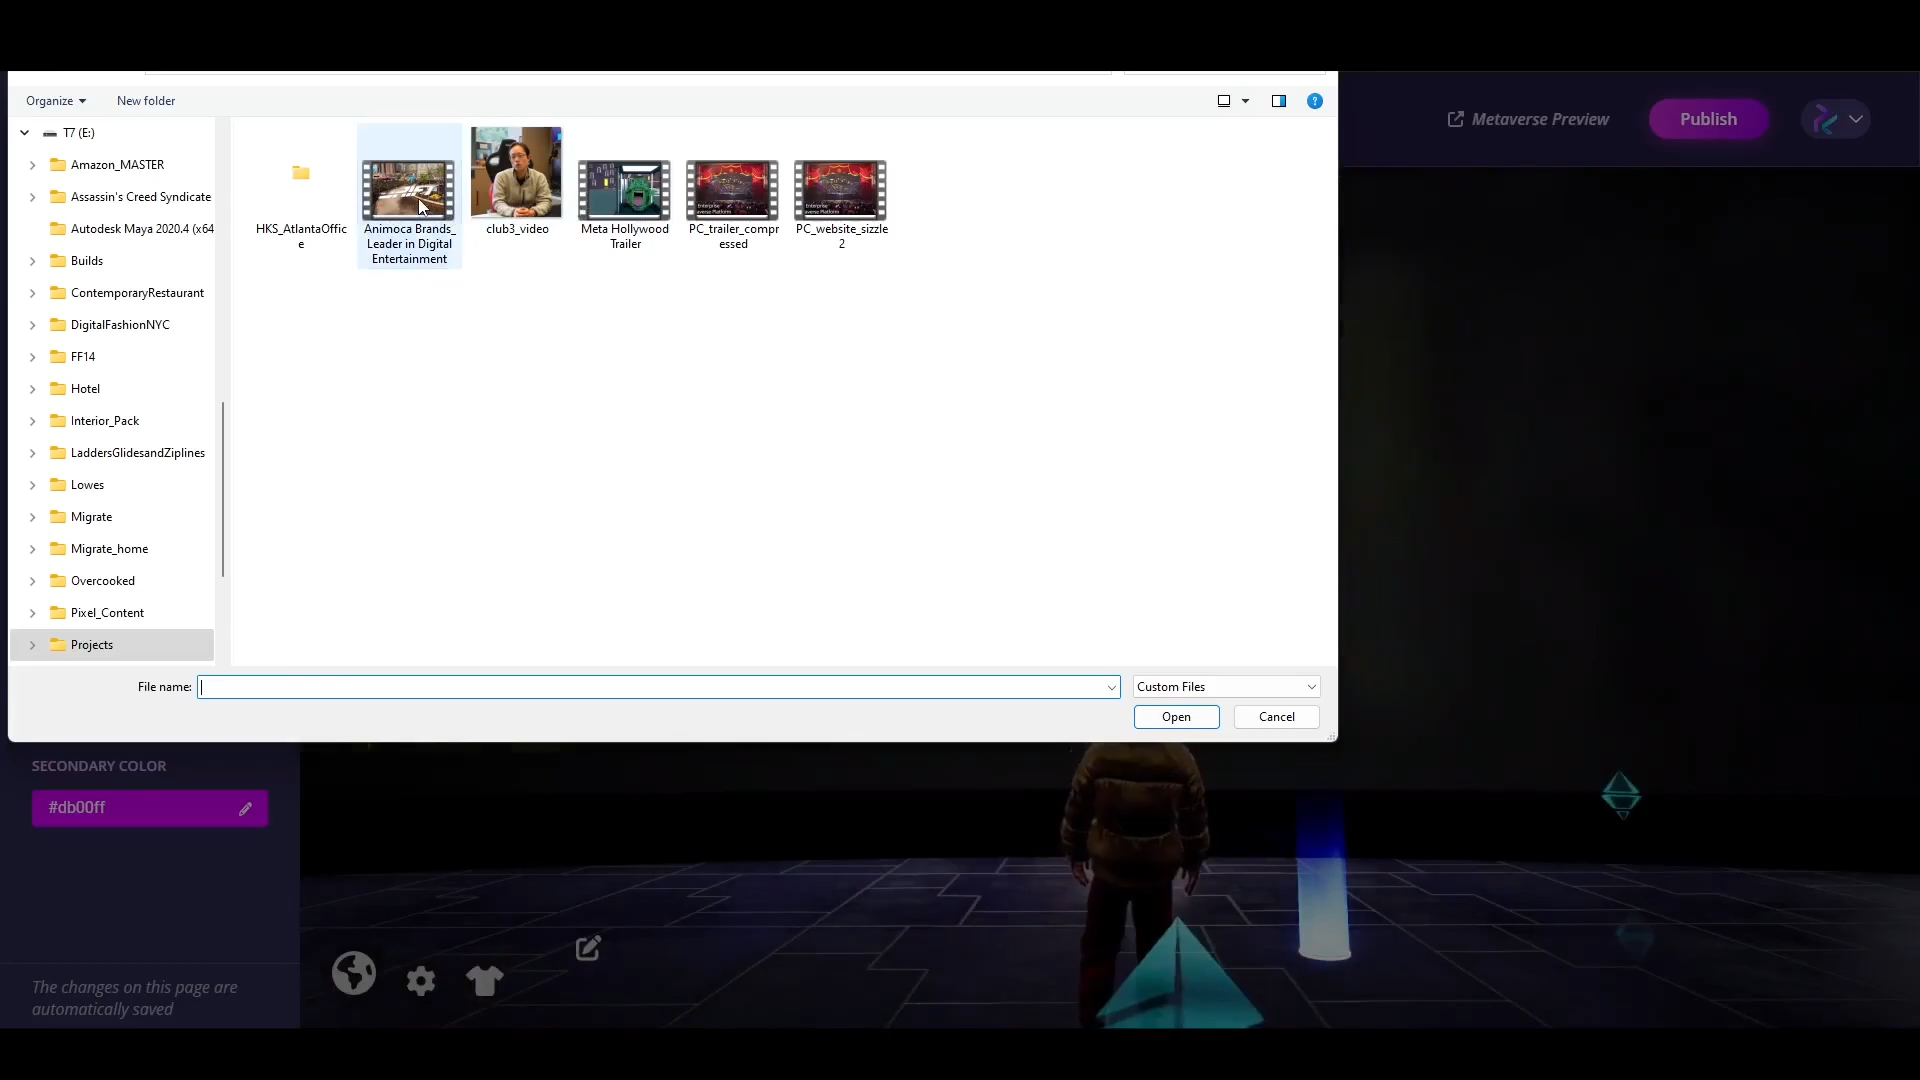 Organize
New folder
T7 (E:)
Amazon_MASTER
Assassin's Creed Syndicate
Autodesk Maya 2020.4 (x64
Builds
ContemporaryRestaurant
DigitalFashionNYC
FF14
Hotel
Interior_Pack
LaddersGlidesandZiplines
Lowes
Migrate
Migrate_home
Overcooked
Pixel_Content
Projects
HKS_AtlantaOffic
e
Animoca Brands_
Leader in Digital
Entertainment
club3_video
Meta Hollywood
Trailer
PC_trailer_compr
essed
PC_website_sizzle
2
File name:
Custom Files
Open
Cancel
Metaverse Preview
Publish
SECONDARY COLOR
#db00ff
The changes on this page are
automatically saved